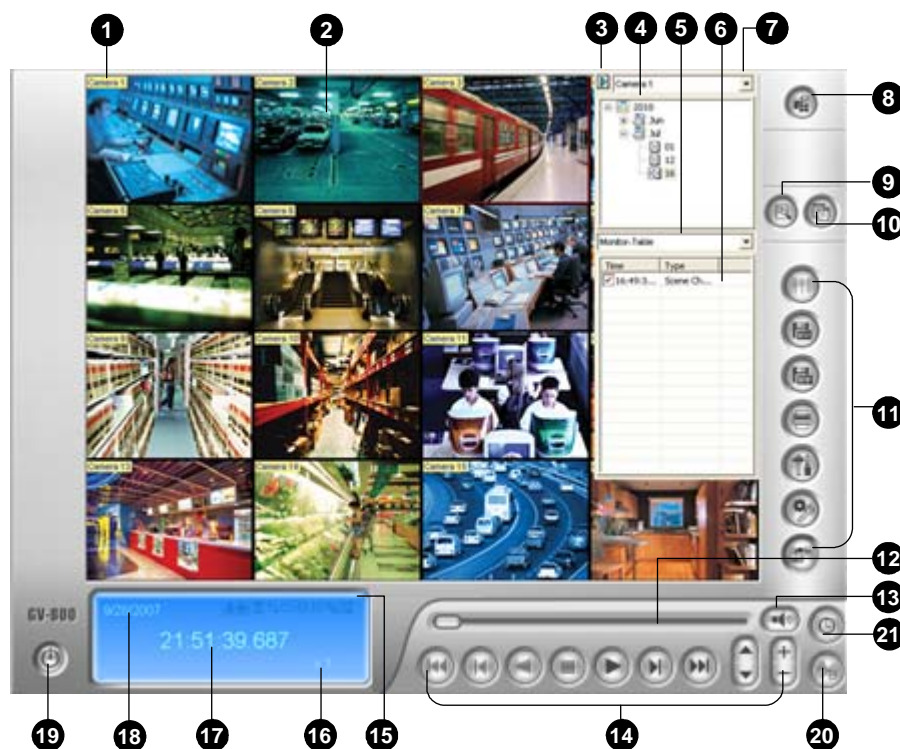 1 2 3 4 5 6 7
Camera 1 Camera 2 Camera 3 Camera 1
8
2010
Jun
Jul
01
12
16
9
10
Camera 5 Camera 6 Camera 7 Monitor-Table
Time Type
16:49:3... Scene Ch...
11
Camera 9 Camera 10 Camera 11
Camera 13 Camera 14 Camera 15
12
13
GV-800
9/28/2007
21:51:39.687
21
19 18 17 16 15 14 20